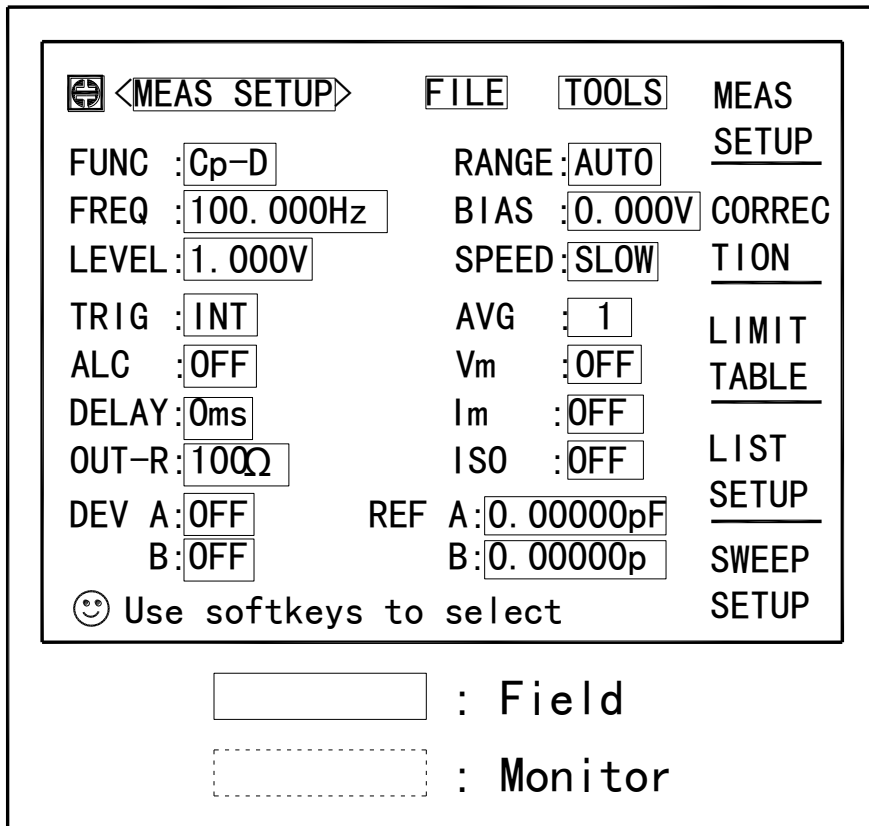 <MEAS SETUP> FILE TOOLS MEAS SETUP
FUNC :Cp-D RANGE:AUTO
FREQ :100.000Hz BIAS :0.000V CORREC
LEVEL:1.000V SPEED:SLOW TION
TRIG :INT AVG : 1 LIMIT
ALC :OFF Vm :OFF TABLE
DELAY:0ms Im :OFF
OUT-R:100Ω ISO :OFF LIST
DEV A:OFF REF A:0.00000pF SETUP
B:OFF B:0.00000p SWEEP
Use softkeys to select SETUP
: Field
: Monitor